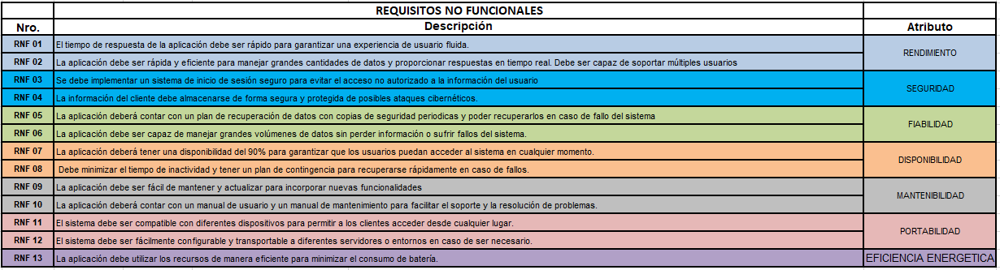 REQUISITOS NO FUNCIONALES
Nro. Descripción Atributo
RNF 01 El tiempo de respuesta de la aplicación debe ser rápido para garantizar una experiencia de usuario fluida.
RENDIMIENTO
RNF 02 La aplicación debe ser rápida y eficiente para manejar grandes cantidades de datos y proporcionar respuestas en tiempo real. Debe ser capaz de soportar múltiples usuarios
RNF 03 Se debe implementar un sistema de inicio de sesión seguro para evitar el acceso no autorizado a la información del usuario
SEGURIDAD
RNF 04 La información del cliente debe almacenarse de forma segura y protegida de posibles ataques cibernéticos.
RNF 05 La aplicación deberá contar con un plan de recuperación de datos con copias de seguridad periodicas y poder recuperarlos en caso de fallo del sistema
FIABILIDAD
RNF 06 La aplicación debe ser capaz de manejar grandes volúmenes de datos sin perder información o sufrir fallos del sistema.
RNF 07 La aplicación deberá tener una disponibilidad del 90% para garantizar que los usuarios puedan acceder al sistema en cualquier momento.
DISPONIBILIDAD
RNF 08 Debe minimizar el tiempo de inactividad y tener un plan de contingencia para recuperarse rápidamente en caso de fallos.
RNF 09 La aplicación debe ser fácil de mantener y actualizar para incorporar nuevas funcionalidades
MANTENIBILIDAD
RNF 10 La aplicación deberá contar con un manual de usuario y un manual de mantenimiento para facilitar el soporte y la resolución de problemas.
RNF 11 El sistema debe ser compatible con diferentes dispositivos para permitir a los clientes acceder desde cualquier lugar.
PORTABILIDAD
RNF 12 El sistema debe ser fácilmente configurable y transportable a diferentes servidores o entornos en caso de ser necesario.
RNF 13 La aplicación debe utilizar los recursos de manera eficiente para minimizar el consumo de batería. EFICIENCIA ENERGETICA